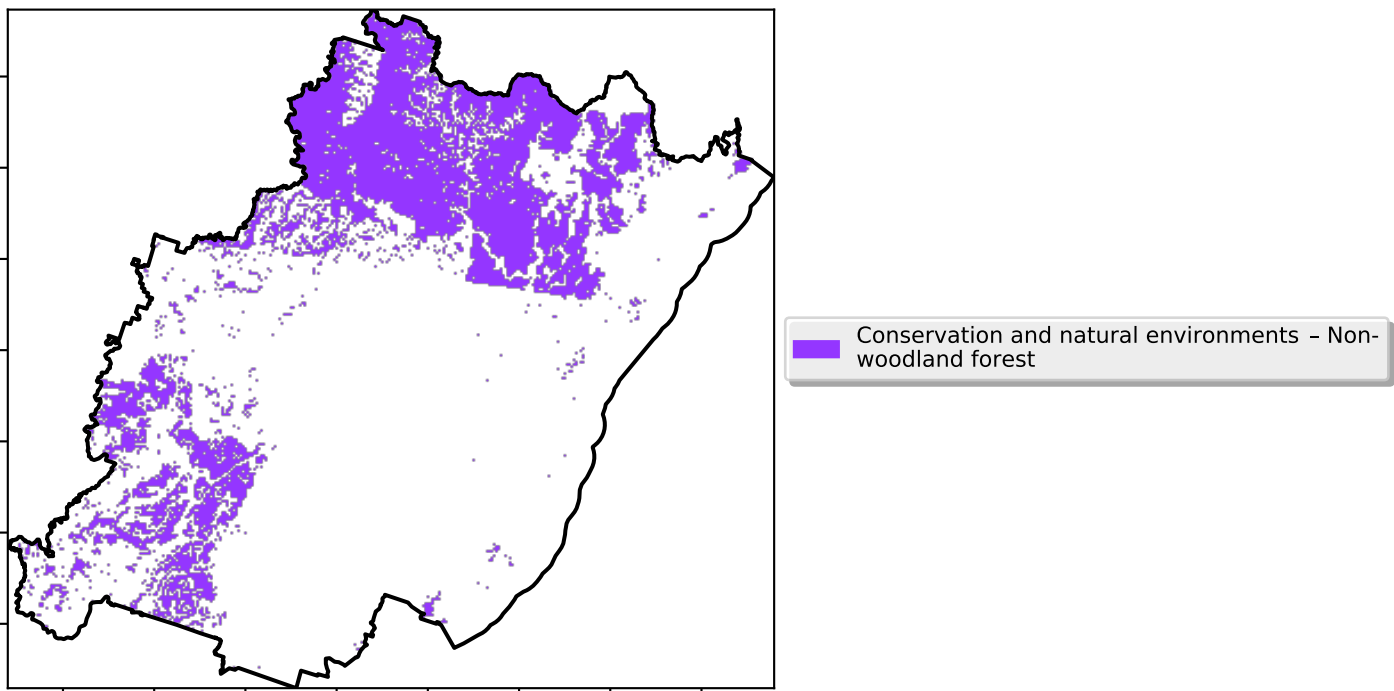 Conservation and natural environments – Non-
woodland forest